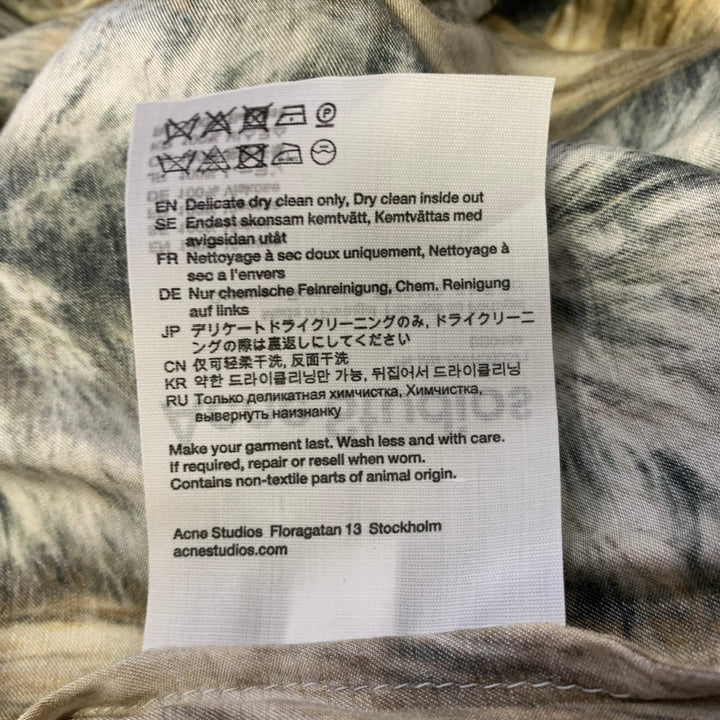 EN Delicate dry clean only, Dry clean inside out
SE Endast skonsam kemtvätt, Kemtvättas med
avigsidan utåt
FR Nettoyage à sec doux uniquement, Nettoyage à
sec a l'envers
DE Nur chemische Feinreinigung, Chem. Reinigung
auf links
JP デリケートドライクリーニングのみ, ドライクリーニ
ングの際は裏返しにしてください
CN 仅可轻柔干洗, 反面干洗
KR 약한 드라이클리닝만 가능, 뒤집어서 드라이클리닝
RU Только деликатная химчистка, Химчистка,
вывернуть наизнанку
Make your garment last. Wash less and with care.
If required, repair or resell when worn.
Contains non-textile parts of animal origin.
Acne Studios Floragatan 13 Stockholm
acnestudios.com